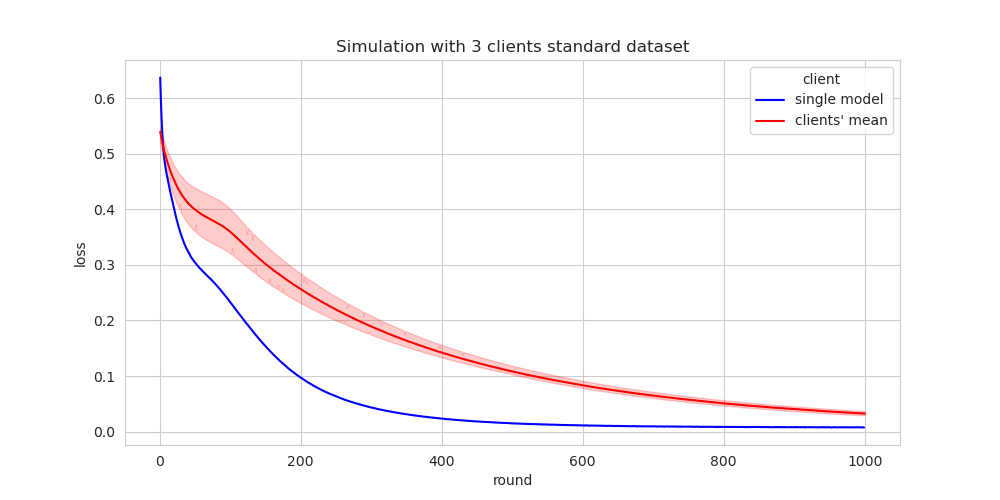 Simulation with 3 clients standard dataset
client
single model
clients' mean
0.6
0.5
0.4
0.3
0.2
0.1
0.0
loss
0 200 400 600 800 1000
round